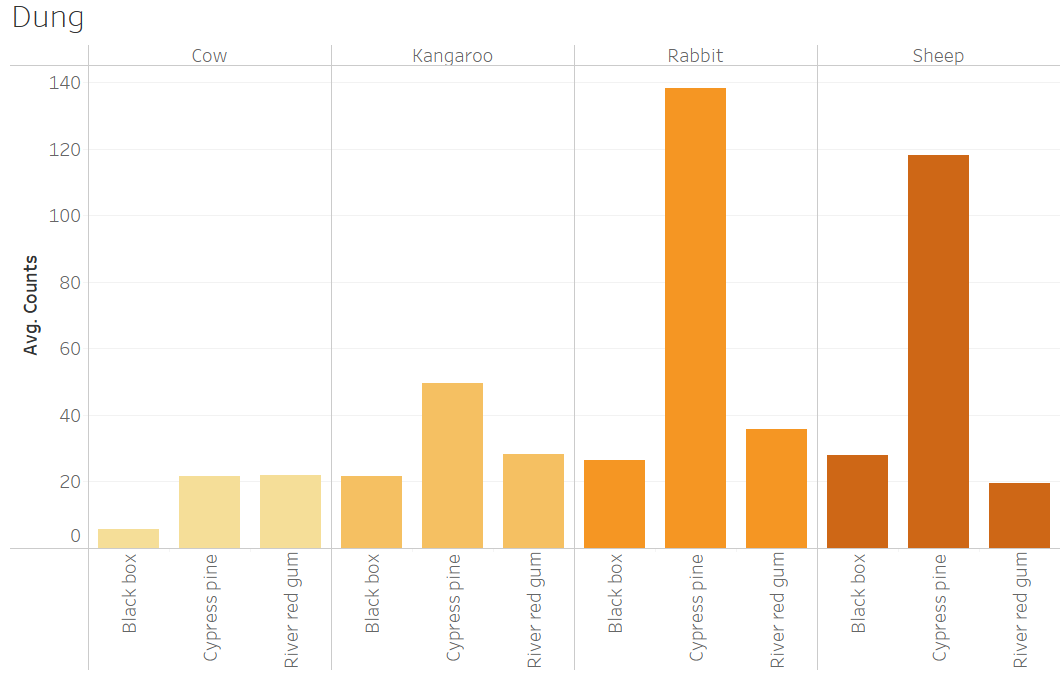 Dung
Cow Kangaroo Rabbit Sheep
Avg. Counts
140
120
100
80
60
40
20
0
Black box Cypress pine River red gum Black box Cypress pine River red gum Black box Cypress pine River red gum Black box Cypress pine River red gum